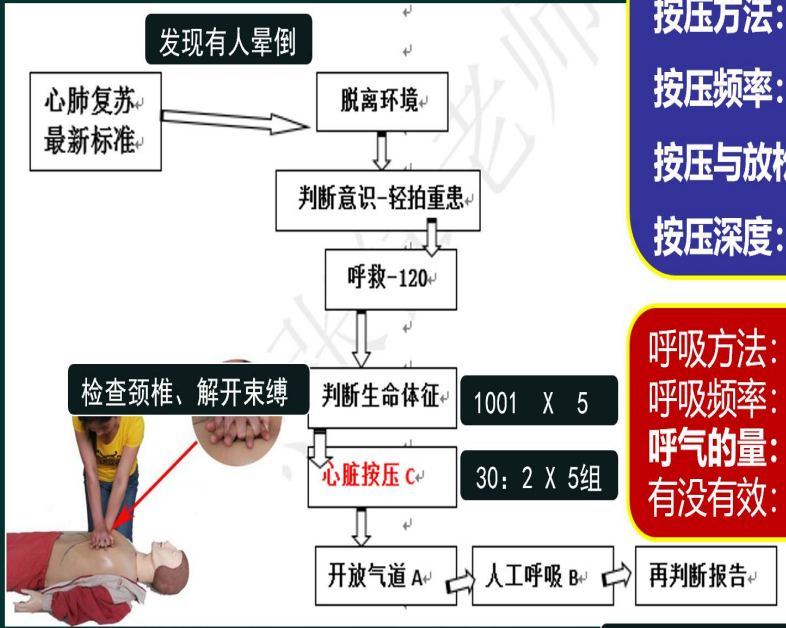 发现有人晕倒
心肺复苏
最新标准
脱离环境
判断意识-轻拍重患
呼救-120
检查颈椎、解开束缚
判断生命体征
1001 X 5
心脏按压 C
30：2 X 5组
开放气道 A
人工呼吸 B
再判断报告
按压方法：
按压频率：
按压与放松
按压深度：
呼吸方法：
呼吸频率：
呼气的量：
有没有效：